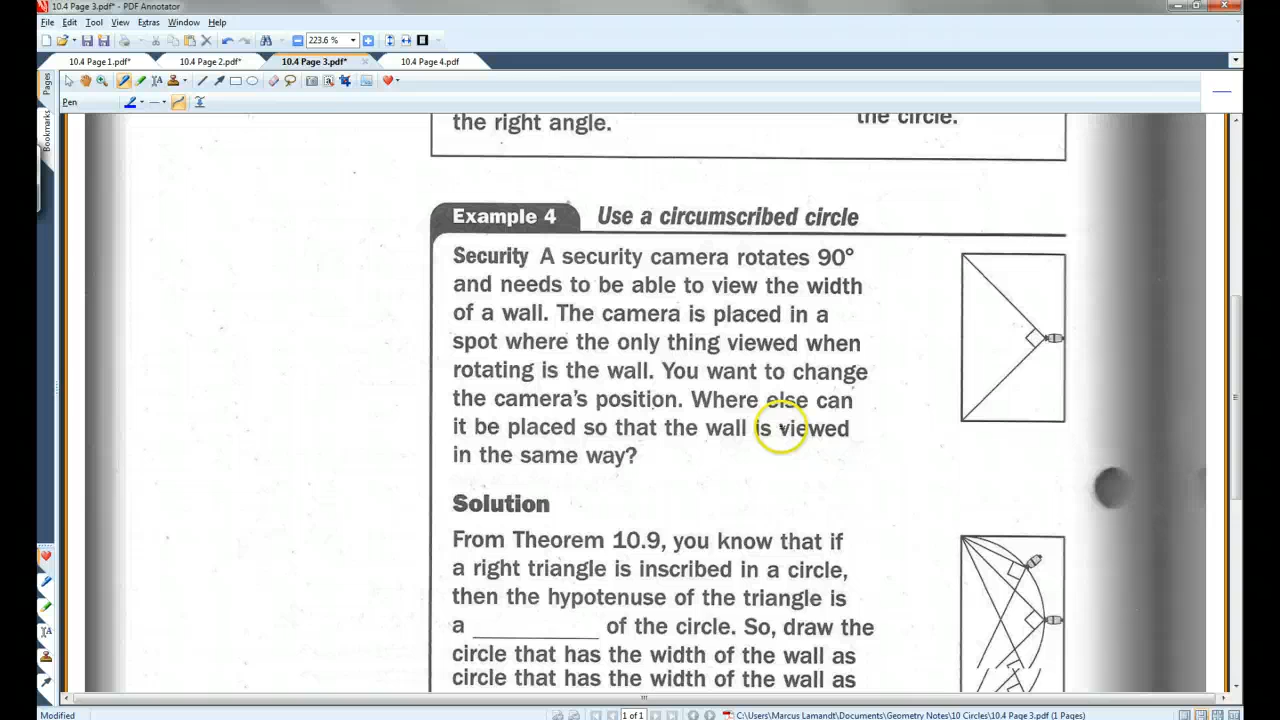 10.4 Page 3.pdf* - PDF Annotator
File Edit Tool View Extras Window Help
223.6 %
10.4 Page 1.pdf* 10.4 Page 2.pdf* 10.4 Page 3.pdf* 10.4 Page 4.pdf
Pages
Bookmarks
Pen
the right angle.
the circle.
Example 4 Use a circumscribed circle
Security A security camera rotates 90°
and needs to be able to view the width
of a wall. The camera is placed in a
spot where the only thing viewed when
rotating is the wall. You want to change
the camera's position. Where else can
it be placed so that the wall is viewed
in the same way?
Solution
From Theorem 10.9, you know that if
a right triangle is inscribed in a circle,
then the hypotenuse of the triangle is
a ____________ of the circle. So, draw the
circle that has the width of the wall as
circle that has the width of the wall as
Modified
1 of 1
C:\Users\Marcus Lamandt\Documents\Geometry Notes\10 Circles\10.4 Page 3.pdf (1 Pages)